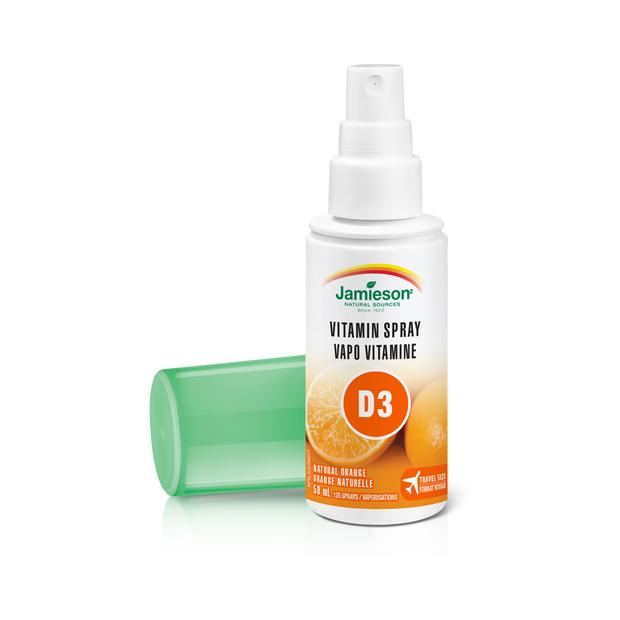 Jamieson
NATURAL SOURCES
Since 1922
VITAMIN SPRAY
VAPO VITAMINE
D3
NATURAL ORANGE
ORANGE NATURELLE
58 mL 125 SPRAYS / VAPORISATIONS
TRAVEL SIZE
FORMAT VOYAGE